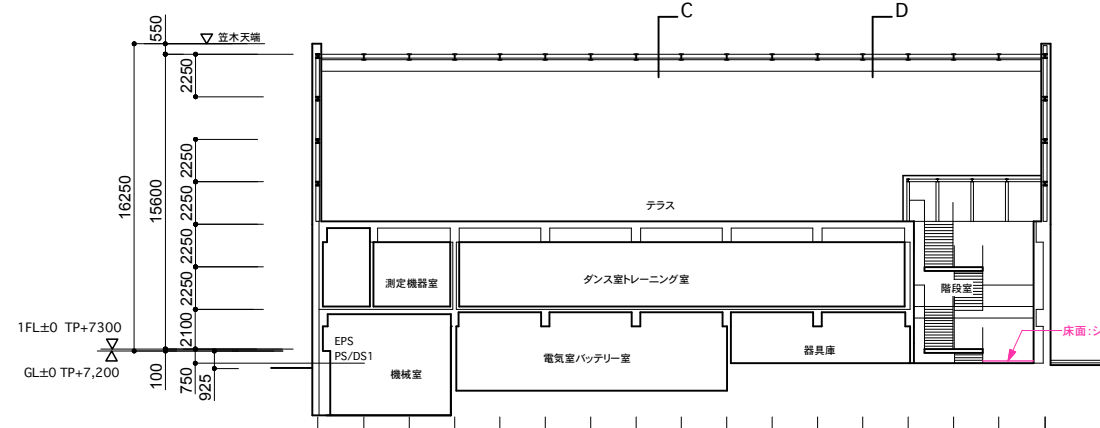 C
D
550
笠木天端
2250
2250
2250
2250
2250
2100
16250
15600
テラス
測定機器室
ダンス室トレーニング室
階段室
1FL±0 TP+7300
GL±0 TP+7,200
100
750
925
EPS
PS/DS1
機械室
電気室バッテリー室
器具庫
床面:シ